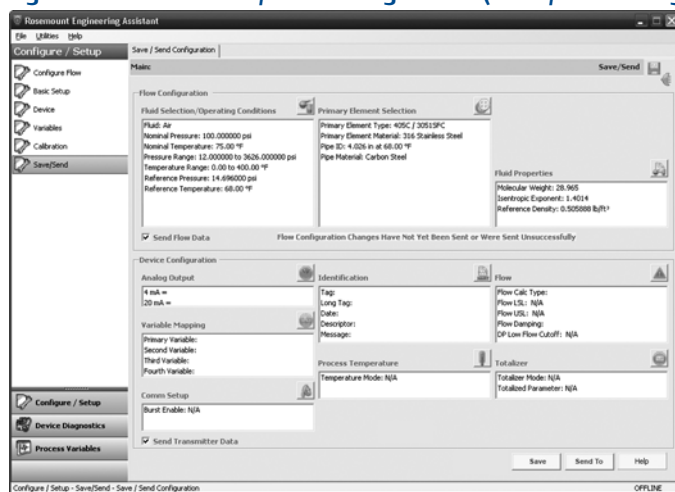 Rosemount Engineering Assistant
File Utilities Help
Configure / Setup
Save / Send Configuration
Configure Flow
Basic Setup
Device
Variables
Calibration
Save/Send
Main:
Save/Send
Flow Configuration
Fluid Selection/Operating Conditions
Fluid: Air
Nominal Pressure: 100.000000 psi
Nominal Temperature: 75.00 °F
Pressure Range: 12.000000 to 3626.000000 psi
Temperature Range: 0.00 to 400.00 °F
Reference Pressure: 14.696000 psi
Reference Temperature: 68.00 °F
Primary Element Selection
Primary Element Type: 405C / 3051SFC
Primary Element Material: 316 Stainless Steel
Pipe ID: 4.026 in at 68.00 °F
Pipe Material: Carbon Steel
Fluid Properties
Molecular Weight: 28.965
Isentropic Exponent: 1.4014
Reference Density: 0.505888 lb/ft³
Send Flow Data
Flow Configuration Changes Have Not Yet Been Sent or Were Sent Unsuccessfully
Device Configuration
Analog Output
4 mA =
20 mA =
Variable Mapping
Primary Variable:
Second Variable:
Third Variable:
Fourth Variable:
Comm Setup
Burst Enable: N/A
Identification
Tag:
Long Tag:
Date:
Descriptor:
Message:
Process Temperature
Temperature Mode: N/A
Flow
Flow Calc Type:
Flow LSL: N/A
Flow USL: N/A
Flow Damping:
DP Low Flow Cutoff: N/A
Totalizer
Totalizer Mode: N/A
Totalized Parameter: N/A
Send Transmitter Data
Configure / Setup
Device Diagnostics
Process Variables
Save
Send To
Help
Configure / Setup - Save/Send - Save / Send Configuration
OFFLINE